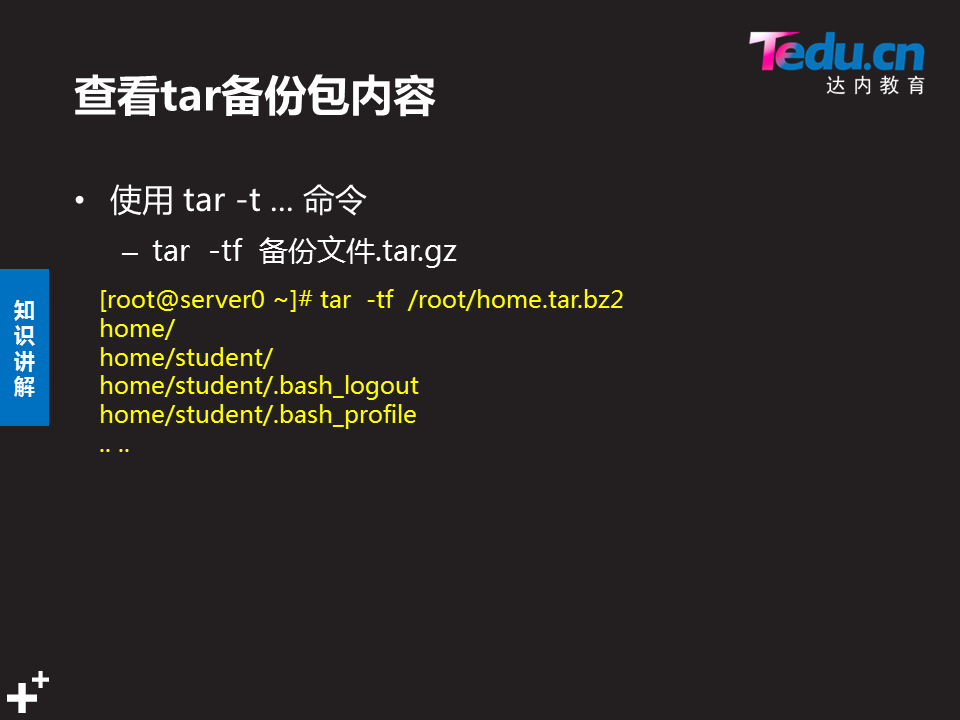 Tedu.cn
达内教育
查看tar备份包内容
• 使用 tar -t ... 命令
– tar -tf 备份文件.tar.gz
知识讲解
[root@server0 ~]# tar -tf /root/home.tar.bz2
home/
home/student/
home/student/.bash_logout
home/student/.bash_profile
.. ..